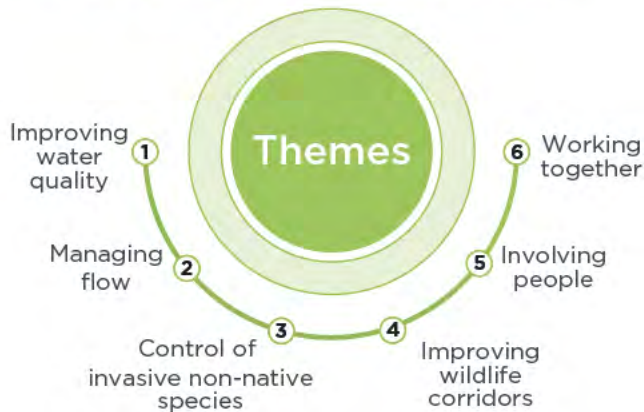 Themes
1
Improving
water
quality
2
Managing
flow
3
Control of
invasive non-native
species
4
Improving
wildlife
corridors
5
Involving
people
6
Working
together